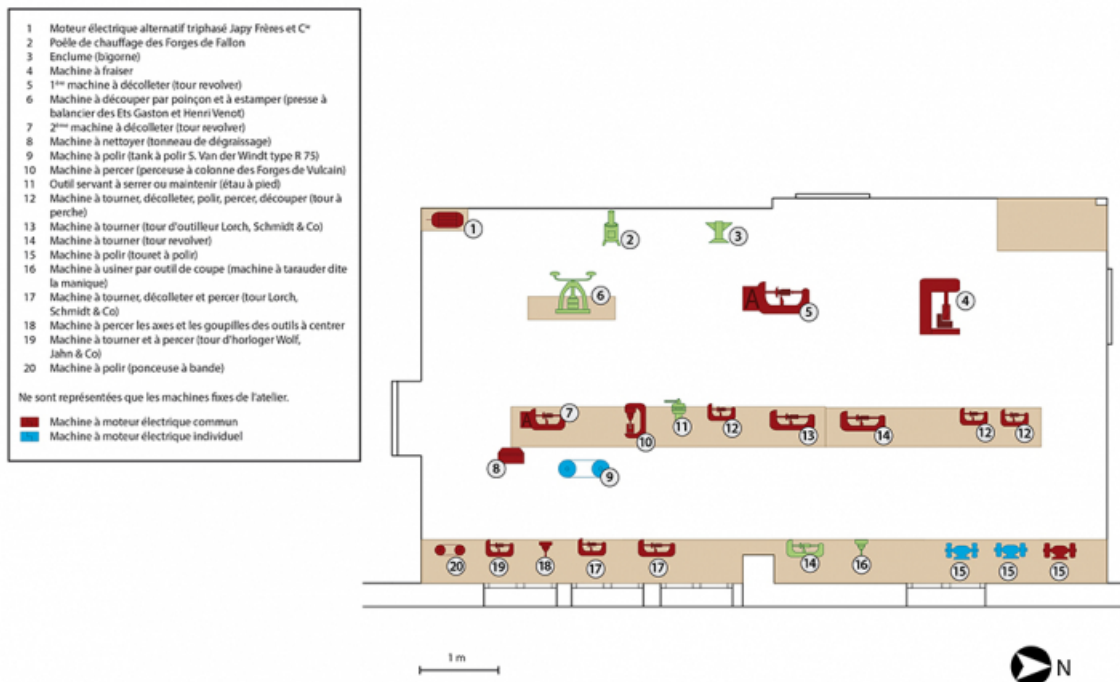 1 Moteur électrique alternatif triphasé Japy Frères et Cie
2 Poêle de chauffage des Forges de Fallon
3 Enclume (bigorne)
4 Machine à fraiser
5 1ère machine à décolleter (tour revolver)
6 Machine à découper par poinçon et à estamper (presse à
balancier des Ets Gaston et Henri Venot)
7 2ème machine à décolleter (tour revolver)
8 Machine à nettoyer (tonneau de dégraissage)
9 Machine à polir (tank à polir S. Van der Windt type R 75)
10 Machine à percer (perceuse à colonne des Forges de Vulcain)
11 Outil servant à serrer ou maintenir (étau à pied)
12 Machine à tourner, décolleter, polir, percer, découper (tour à
perche)
13 Machine à tourner (tour d'outilleur Lorch, Schmidt & Co)
14 Machine à tourner (tour revolver)
15 Machine à polir (touret à polir)
16 Machine à usiner par outil de coupe (machine à tarauder dite
la manique)
17 Machine à tourner, décolleter et percer (tour Lorch,
Schmidt & Co)
18 Machine à percer les axes et les goupilles des outils à centrer
19 Machine à tourner et à percer (tour d'horloger Wolf,
Jahn & Co)
20 Machine à polir (ponceuse à bande)
Ne sont représentées que les machines fixes de l'atelier.
Machine à moteur électrique commun
Machine à moteur électrique individuel
1
2
3
6
A
5
4
A
7
10
11
12
13
14
12
12
8
9
20
19
18
17
17
14
16
15
15
15
1 m
N